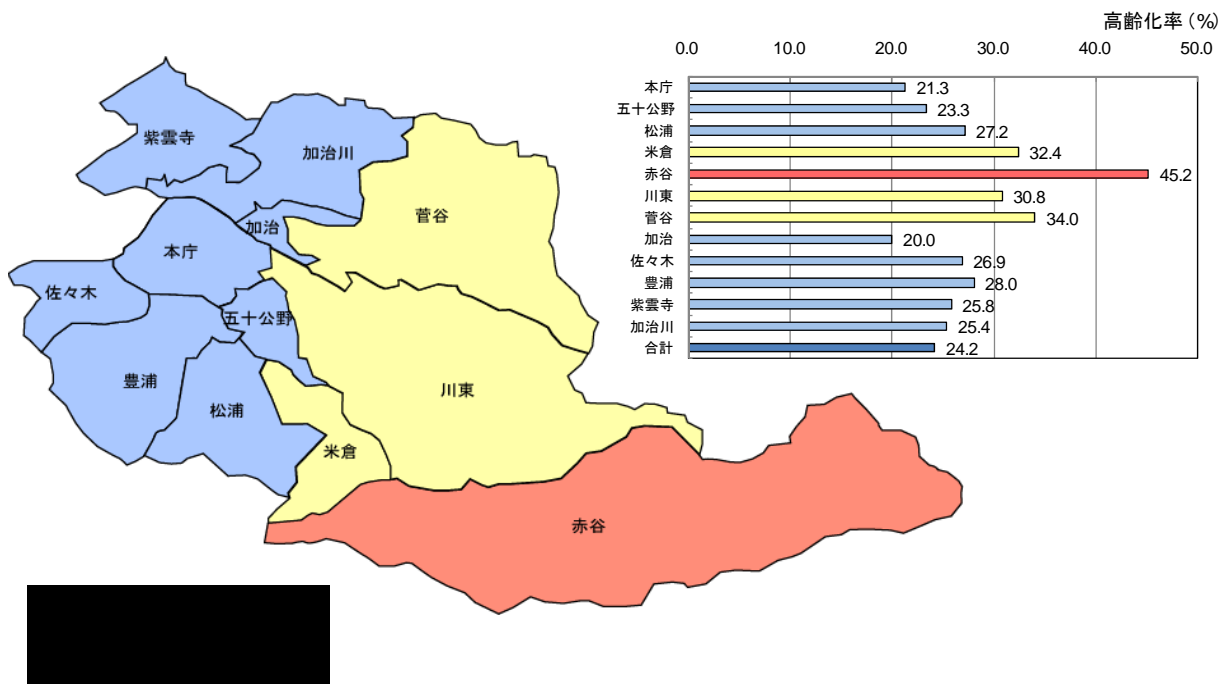 高齢化率(%)
0.0 10.0 20.0 30.0 40.0 50.0
本庁 21.3
五十公野 23.3
松浦 27.2
米倉 32.4
赤谷 45.2
川東 30.8
菅谷 34.0
加治 20.0
佐々木 26.9
豊浦 28.0
紫雲寺 25.8
加治川 25.4
合計 24.2
紫雲寺
加治川
菅谷
加治
本庁
佐々木
五十公野
豊浦
松浦
川東
米倉
赤谷